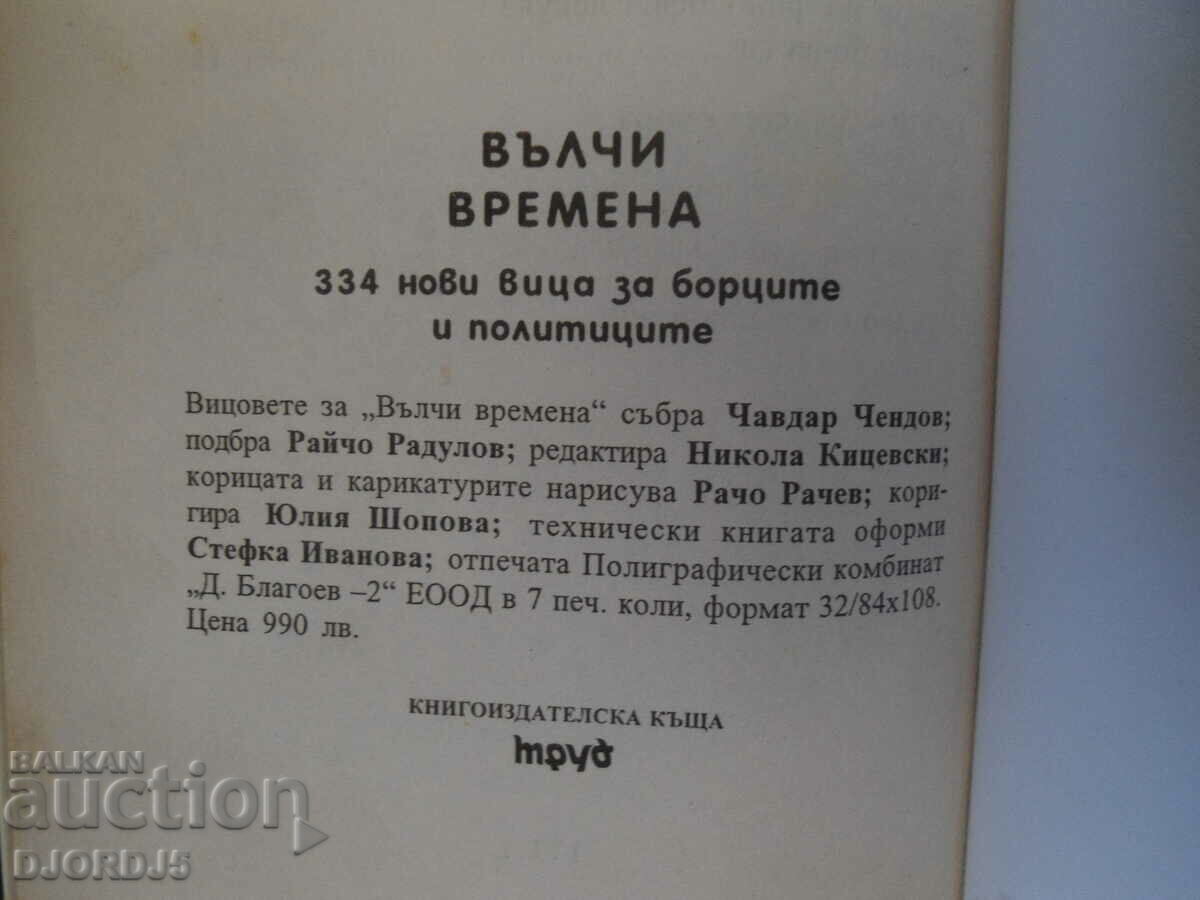 ВЪЛЧИ
ВРЕМЕНА
334 нови вица за борците
и политиците
Вицовете за „Вълчи времена“ събра Чавдар Чендов;
подбра Райчо Радулов; редактира Никола Кицевски;
корицата и карикатурите нарисува Рачо Рачев; кори-
гира Юлия Шопова; технически книгата оформи
Стефка Иванова; отпечата Полиграфически комбинат
„Д. Благоев –2“ ЕООД в 7 печ. коли, формат 32/84x108.
Цена 990 лв.
КНИГОИЗДАТЕЛСКА КЪЩА
труд
BALKAN
auction
DJORDJ5